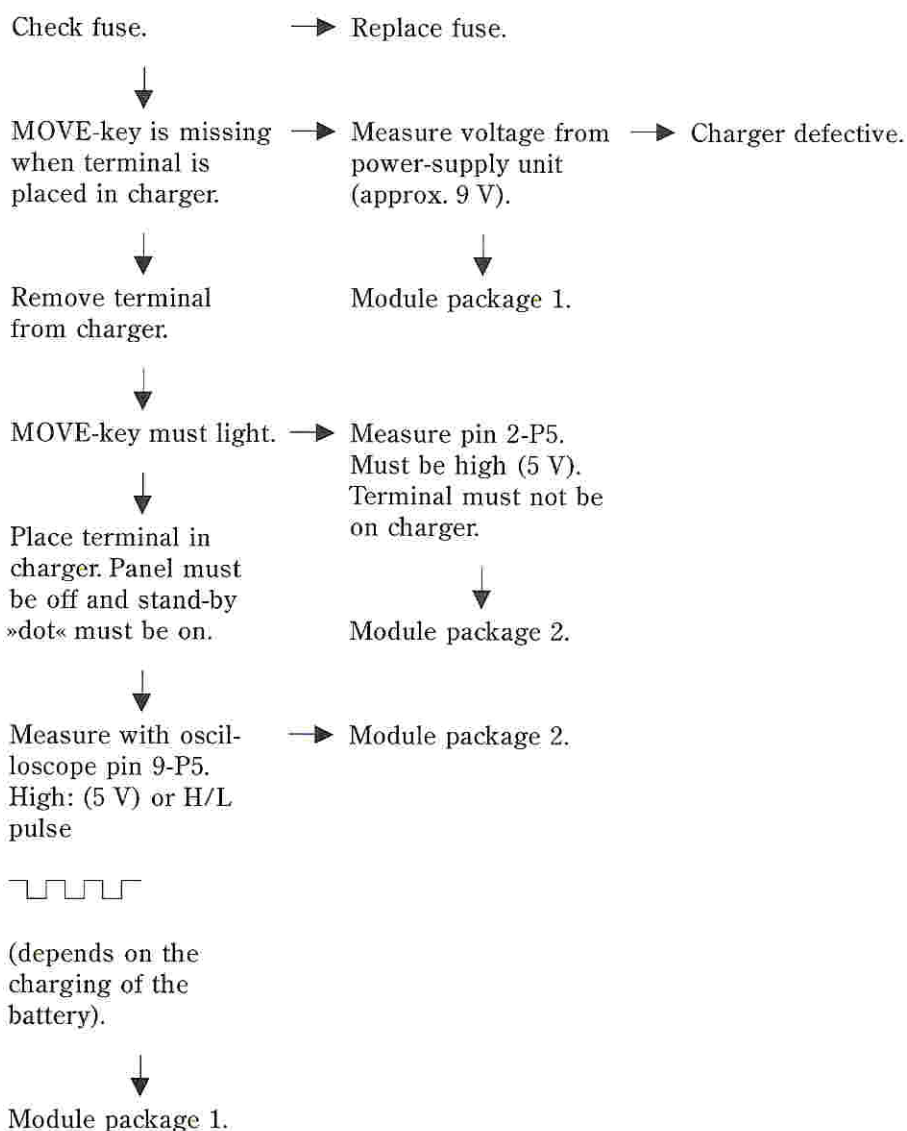 Check fuse.
Replace fuse.
MOVE-key is missing
when terminal is
placed in charger.
Measure voltage from
power-supply unit
(approx. 9 V).
Charger defective.
Remove terminal
from charger.
Module package 1.
MOVE-key must light.
Measure pin 2-P5.
Must be high (5 V).
Terminal must not be
on charger.
Place terminal in
charger. Panel must
be off and stand-by
»dot« must be on.
Module package 2.
Measure with oscil-
loscope pin 9-P5.
High: (5 V) or H/L
pulse
Module package 2.
(depends on the
charging of the
battery).
Module package 1.